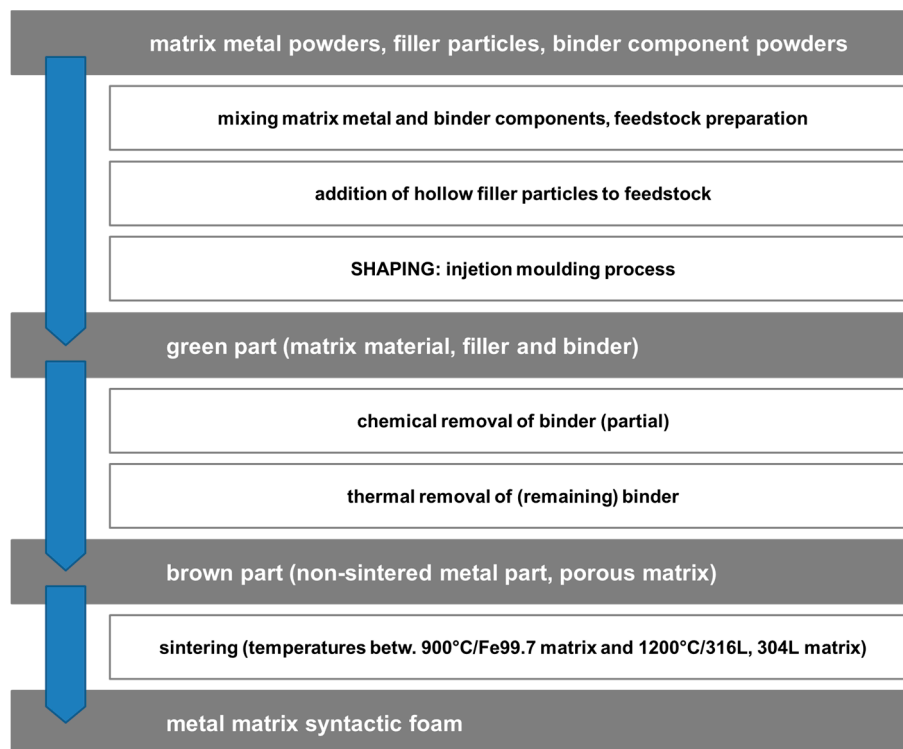 matrix metal powders, filler particles, binder component powders
mixing matrix metal and binder components, feedstock preparation
addition of hollow filler particles to feedstock
SHAPING: injetion moulding process
green part (matrix material, filler and binder)
chemical removal of binder (partial)
thermal removal of (remaining) binder
brown part (non-sintered metal part, porous matrix)
sintering (temperatures betw. 900°C/Fe99.7 matrix and 1200°C/316L, 304L matrix)
metal matrix syntactic foam